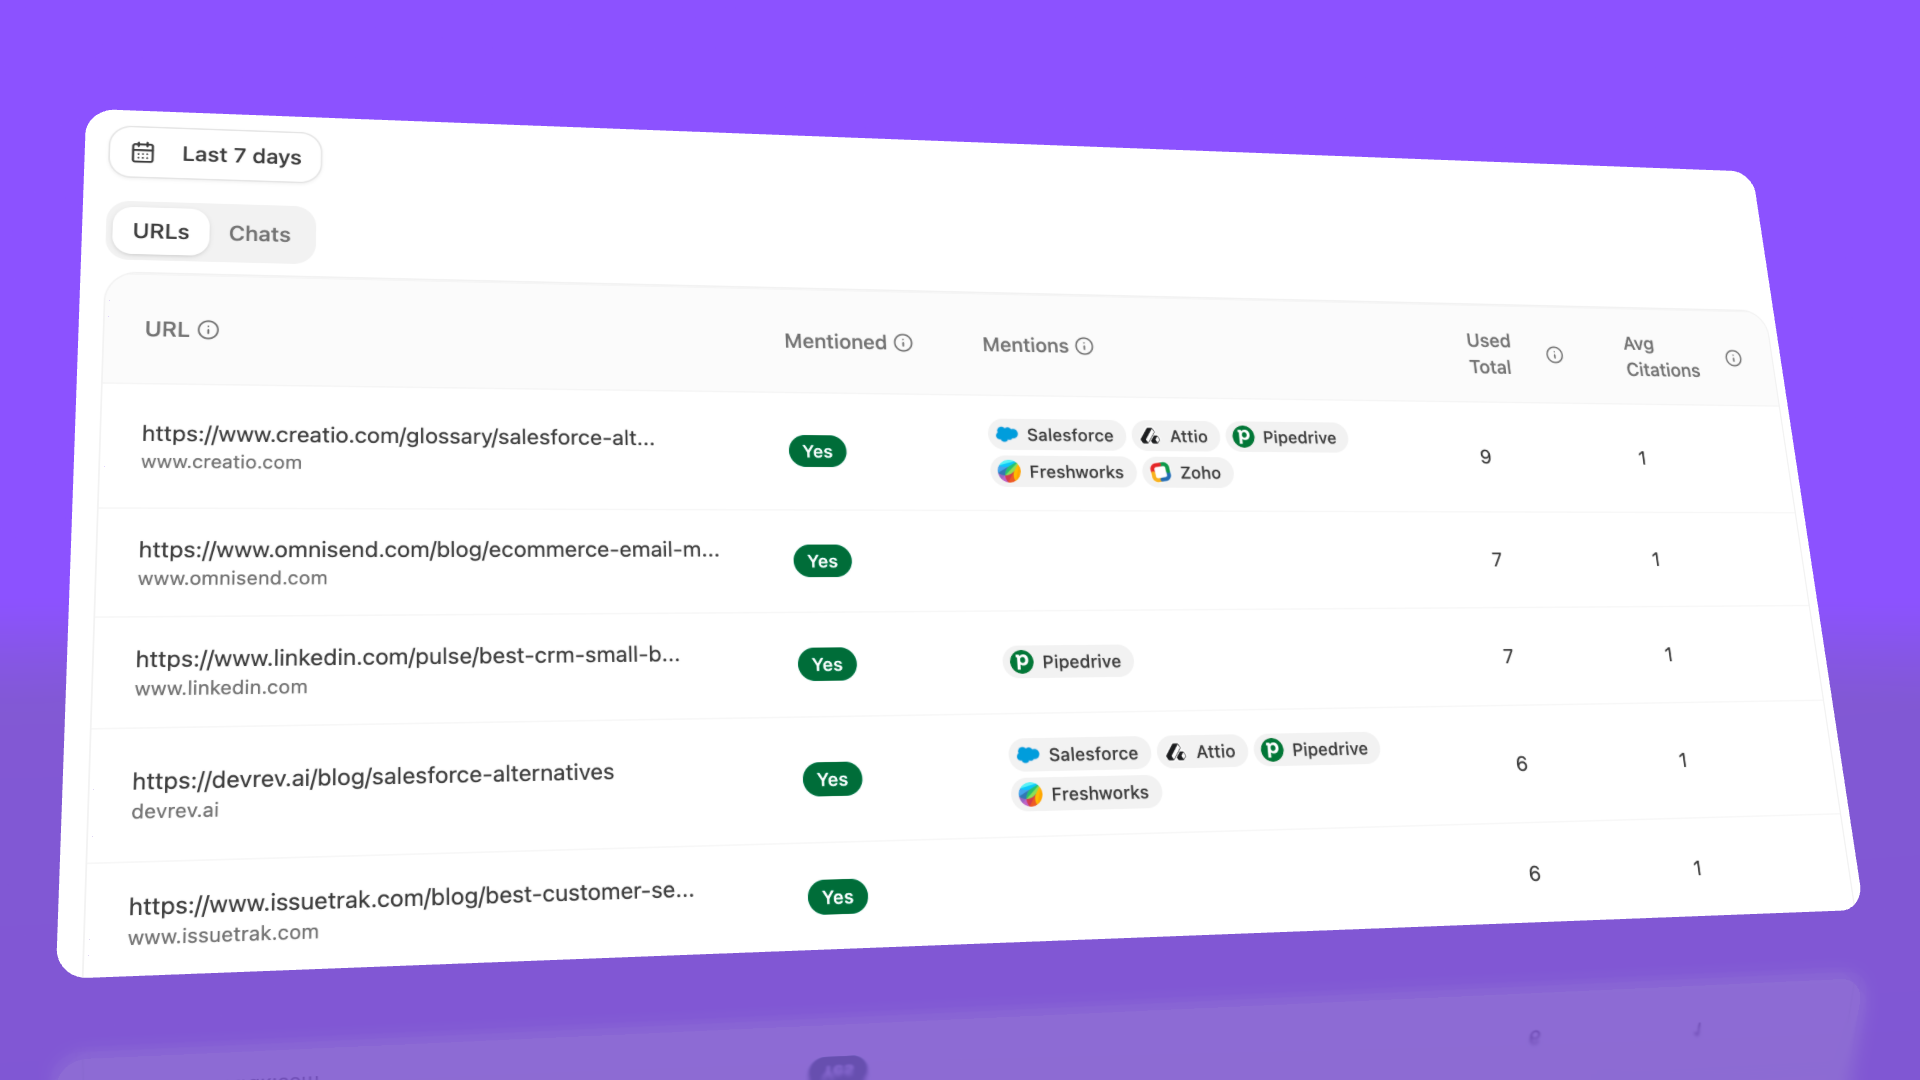 Last 7 days
URLs Chats
URL Mentioned Mentions Used Total Avg Citations
https://www.creatio.com/glossary/salesforce-alt...
www.creatio.com
Yes
Salesforce Attio Pipedrive
Freshworks Zoho
9 1
https://www.omnisend.com/blog/ecommerce-email-m...
www.omnisend.com
Yes
7 1
https://www.linkedin.com/pulse/best-crm-small-b...
www.linkedin.com
Yes
Pipedrive
7 1
https://devrev.ai/blog/salesforce-alternatives
devrev.ai
Yes
Salesforce Attio Pipedrive
Freshworks
6 1
https://www.issuetrak.com/blog/best-customer-se...
www.issuetrak.com
Yes
6 1